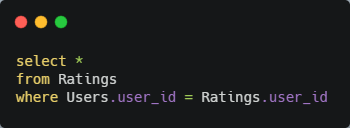 select *
from Ratings
where Users.user_id = Ratings.user_id